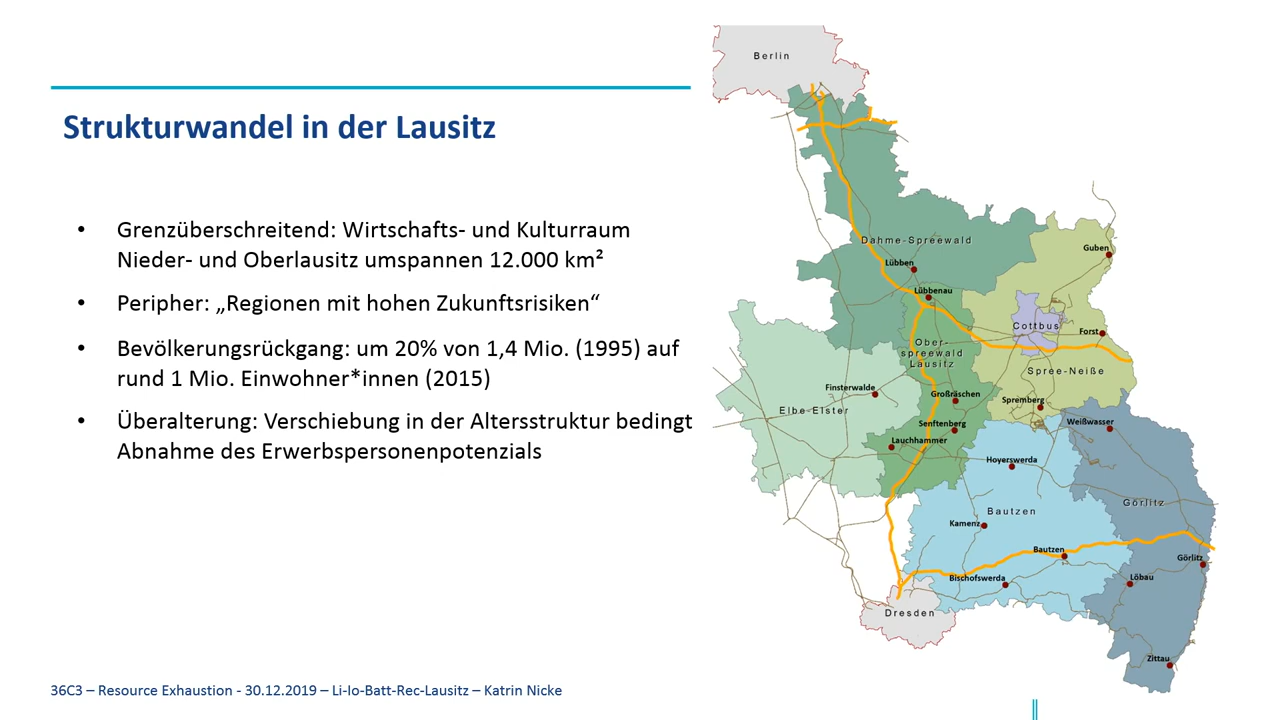 Strukturwandel in der Lausitz
• Grenzüberschreitend: Wirtschafts- und Kulturraum
Nieder- und Oberlausitz umspannen 12.000 km²
• Peripher: „Regionen mit hohen Zukunftsrisiken“
• Bevölkerungsrückgang: um 20% von 1,4 Mio. (1995) auf
rund 1 Mio. Einwohner*innen (2015)
• Überalterung: Verschiebung in der Altersstruktur bedingt
Abnahme des Erwerbspersonenpotenzials
Berlin
Dahme-Spreewald
Guben
Lübben
Lübbenau
Cottbus
Forst
Ober-
spreewald
Lausitz
Spree-Neiße
Finsterwalde
Großräschen
Elbe-Elster
Spremberg
Senftenberg
Weißwasser
Lauchhammer
Hoyerswerda
Görlitz
Bautzen
Kamenz
Bautzen
Görlitz
Bischofswerda
Löbau
Dresden
Zittau
36C3 – Resource Exhaustion - 30.12.2019 – Li-Io-Batt-Rec-Lausitz – Katrin Nicke